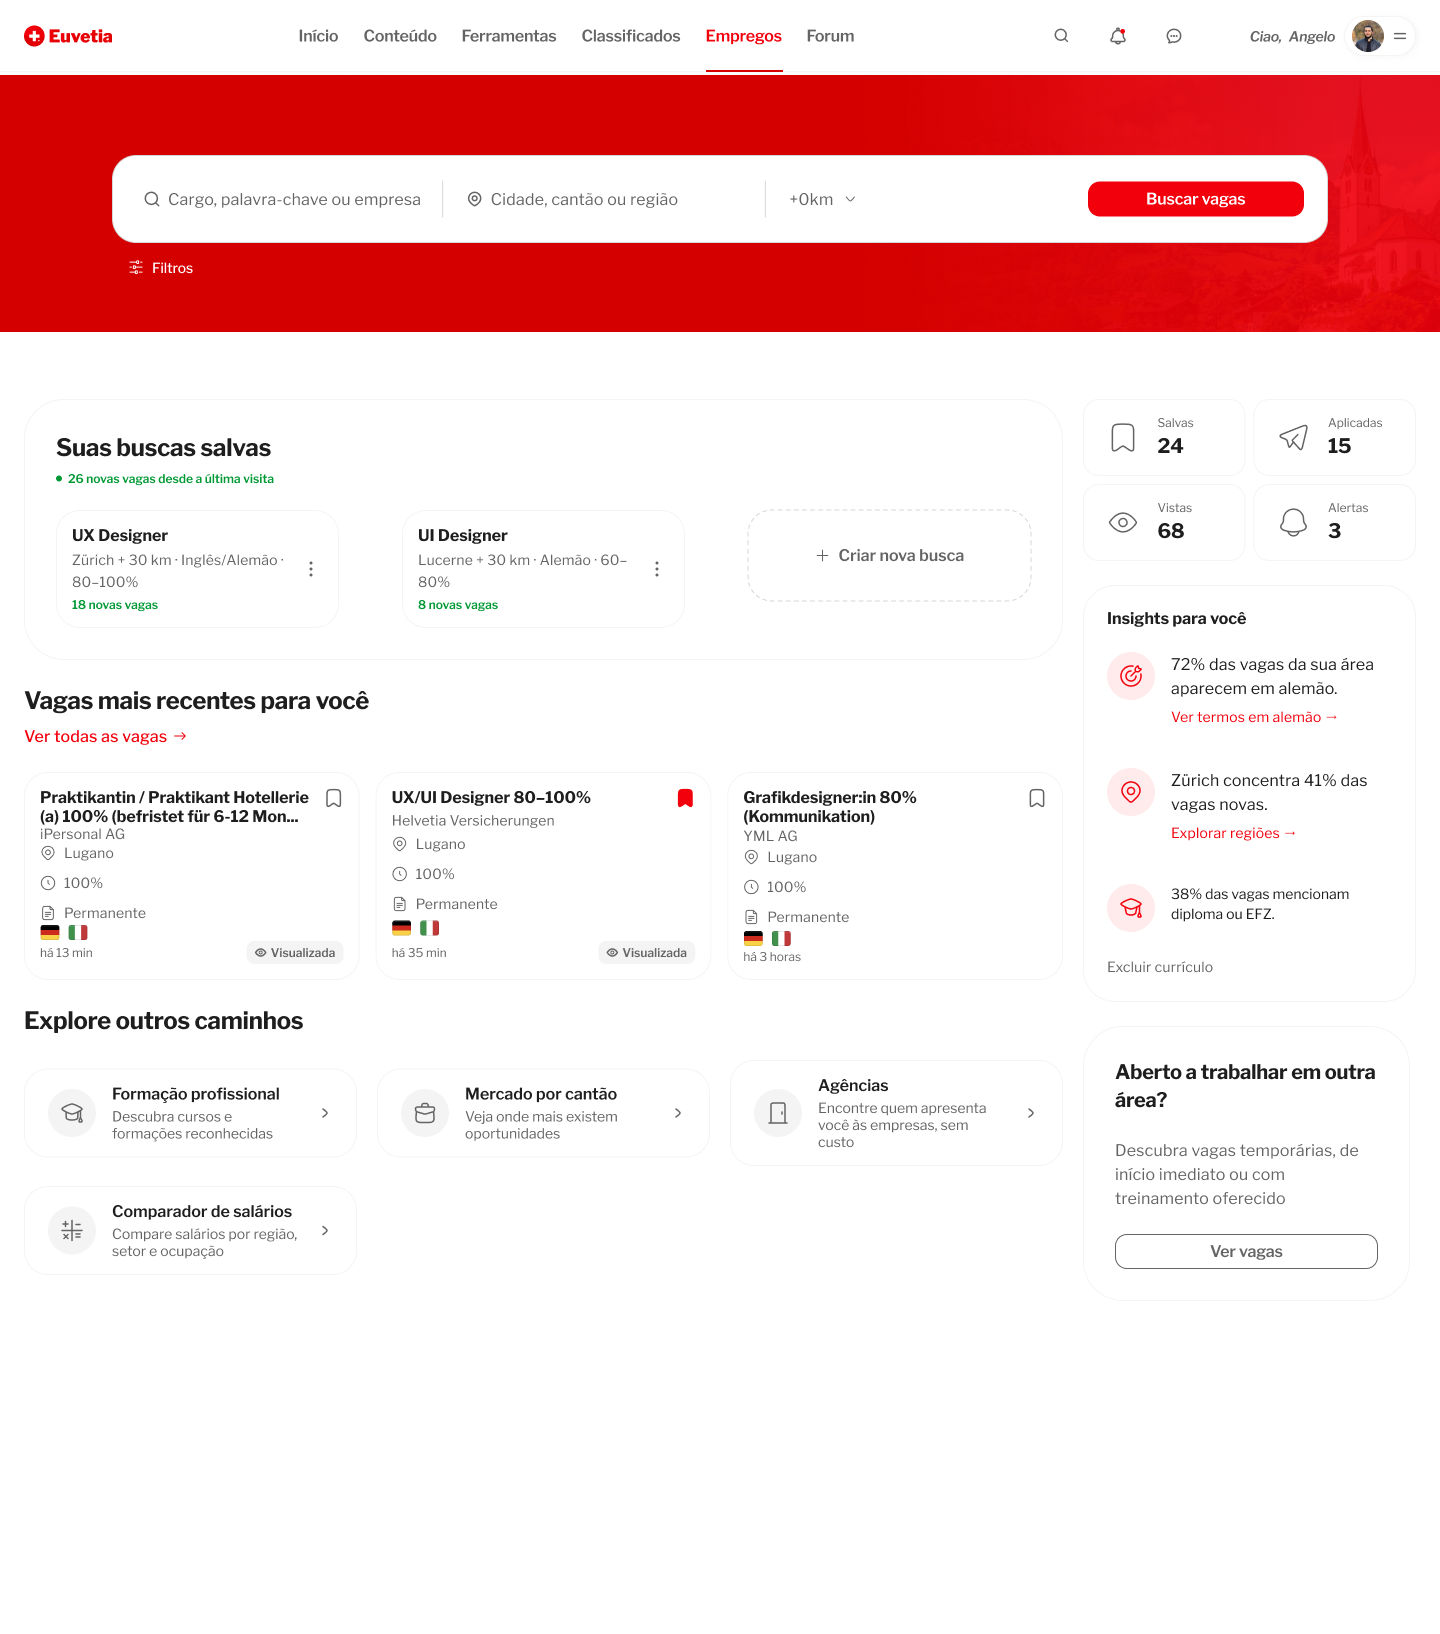 Euvetia
Início
Conteúdo
Ferramentas
Classificados
Empregos
Forum
Ciao, Angelo
Cargo, palavra-chave ou empresa
Cidade, cantão ou região
+0km
Buscar vagas
Filtros
Suas buscas salvas
26 novas vagas desde a última visita
UX Designer
Zürich + 30 km · Inglês/Alemão ·
80–100%
18 novas vagas
UI Designer
Lucerne + 30 km · Alemão · 60–
80%
8 novas vagas
Criar nova busca
Vagas mais recentes para você
Ver todas as vagas →
Praktikantin / Praktikant Hotellerie
(a) 100% (befristet für 6-12 Mon...
iPersonal AG
Lugano
100%
Permanente
há 13 min
Visualizada
UX/UI Designer 80–100%
Helvetia Versicherungen
Lugano
100%
Permanente
há 35 min
Visualizada
Grafikdesigner:in 80%
(Kommunikation)
YML AG
Lugano
100%
Permanente
há 3 horas
Explore outros caminhos
Formação profissional
Descubra cursos e
formações reconhecidas
Mercado por cantão
Veja onde mais existem
oportunidades
Agências
Encontre quem apresenta
você às empresas, sem
custo
Comparador de salários
Compare salários por região,
setor e ocupação
Salvas
24
Aplicadas
15
Vistas
68
Alertas
3
Insights para você
72% das vagas da sua área
aparecem em alemão.
Ver termos em alemão →
Zürich concentra 41% das
vagas novas.
Explorar regiões →
38% das vagas mencionam
diploma ou EFZ.
Excluir currículo
Aberto a trabalhar em outra
área?
Descubra vagas temporárias, de
início imediato ou com
treinamento oferecido
Ver vagas